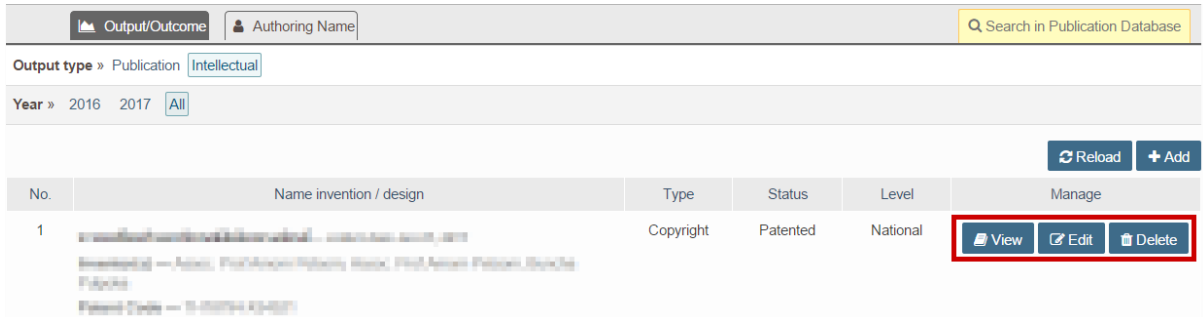 Output/Outcome Authoring Name Search in Publication Database
Output type » Publication Intellectual
Year » 2016 2017 All
Reload Add
No. Name invention / design Type Status Level Manage
1 Copyright Patented National View Edit Delete